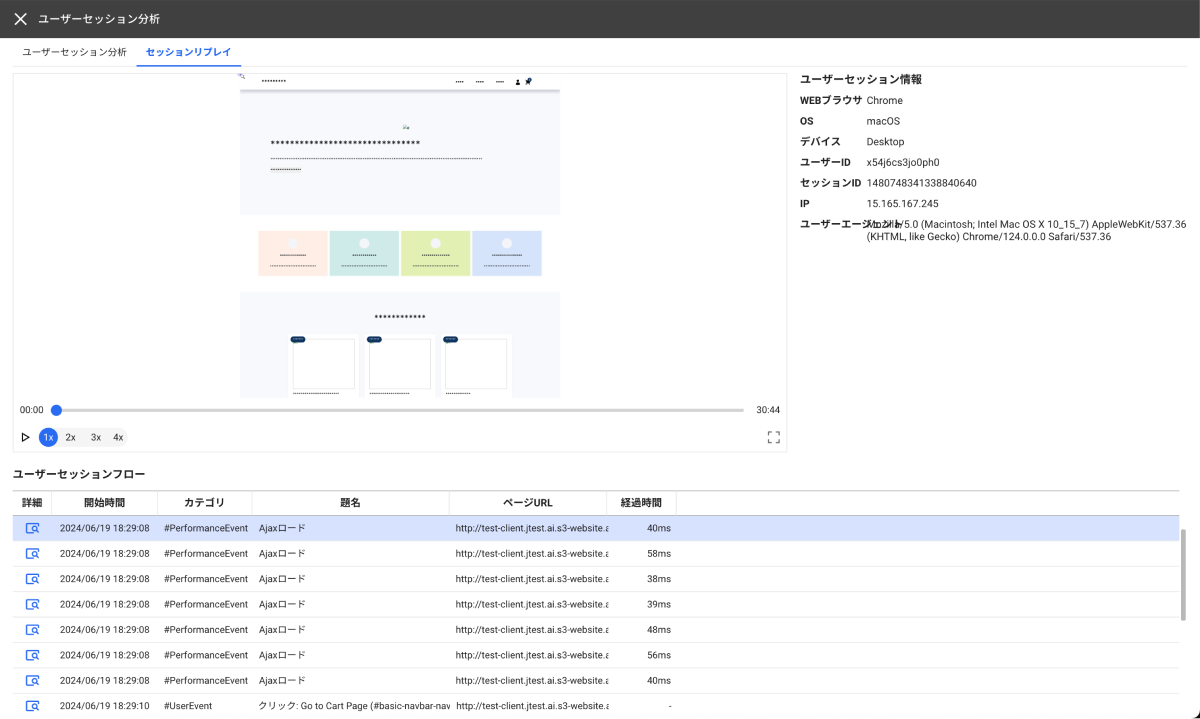 ユーザーセッション分析
ユーザーセッション分析 セッションリプレイ
ユーザーセッション情報
WEBブラウザ Chrome
OS macOS
デバイス Desktop
ユーザーID x54j6cs3jo0ph0
セッションID 1480748341338840640
IP 15.165.167.245
ユーザーエージェント Mozilla/5.0 (Macintosh; Intel Mac OS X 10_15_7) AppleWebKit/537.36
(KHTML, like Gecko) Chrome/124.0.0.0 Safari/537.36
00:00 30:44
1x 2x 3x 4x
ユーザーセッションフロー
詳細 開始時間 カテゴリ 題名 ページURL 経過時間
2024/06/19 18:29:08 #PerformanceEvent Ajaxロード http://test-client.jtest.ai.s3-website.a 40ms
2024/06/19 18:29:08 #PerformanceEvent Ajaxロード http://test-client.jtest.ai.s3-website.a 58ms
2024/06/19 18:29:08 #PerformanceEvent Ajaxロード http://test-client.jtest.ai.s3-website.a 38ms
2024/06/19 18:29:08 #PerformanceEvent Ajaxロード http://test-client.jtest.ai.s3-website.a 39ms
2024/06/19 18:29:08 #PerformanceEvent Ajaxロード http://test-client.jtest.ai.s3-website.a 48ms
2024/06/19 18:29:08 #PerformanceEvent Ajaxロード http://test-client.jtest.ai.s3-website.a 56ms
2024/06/19 18:29:08 #PerformanceEvent Ajaxロード http://test-client.jtest.ai.s3-website.a 40ms
2024/06/19 18:29:10 #UserEvent クリック: Go to Cart Page (#basic-navbar-nav http://test-client.jtest.ai.s3-website.a -